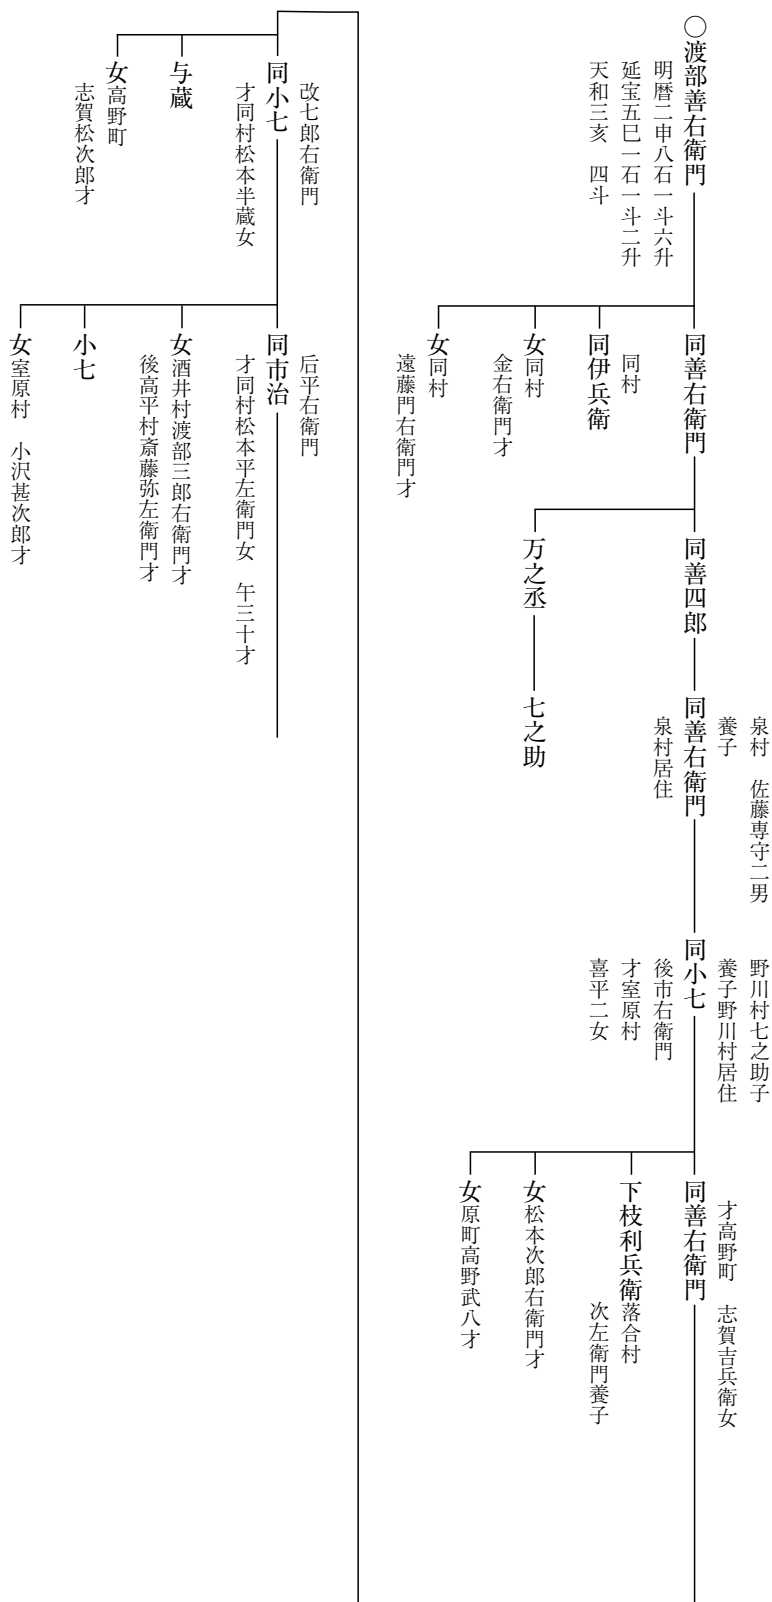 〇渡部善右衛門
明暦二申八石一斗六升
延宝五巳一石一斗二升
天和三亥　四斗
同善右衛門
同伊兵衛
同村
女同村
金右衛門才
女同村
遠藤門右衛門才
同善四郎
万之丞
七之助
泉村　佐藤専守二男
養子
同善右衛門
泉村居住
野川村七之助子
養子野川村居住
同小七
後市右衛門
才室原村
喜平二女
才高野町　志賀吉兵衛女
同善右衛門
下枝利兵衛落合村
次左衛門養子
女松本次郎右衛門才
女原町高野武八才
改七郎右衛門
同小七
才同村松本半蔵女
与蔵
女高野町
志賀松次郎才
后平右衛門
同市治
才同村松本平左衛門女　午三十才
女酒井村渡部三郎右衛門才
後高平村斎藤弥左衛門才
小七
女室原村　小沢甚次郎才